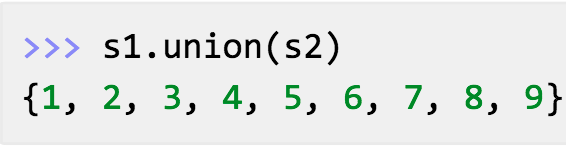 >>> s1.union(s2)
{1, 2, 3, 4, 5, 6, 7, 8, 9}